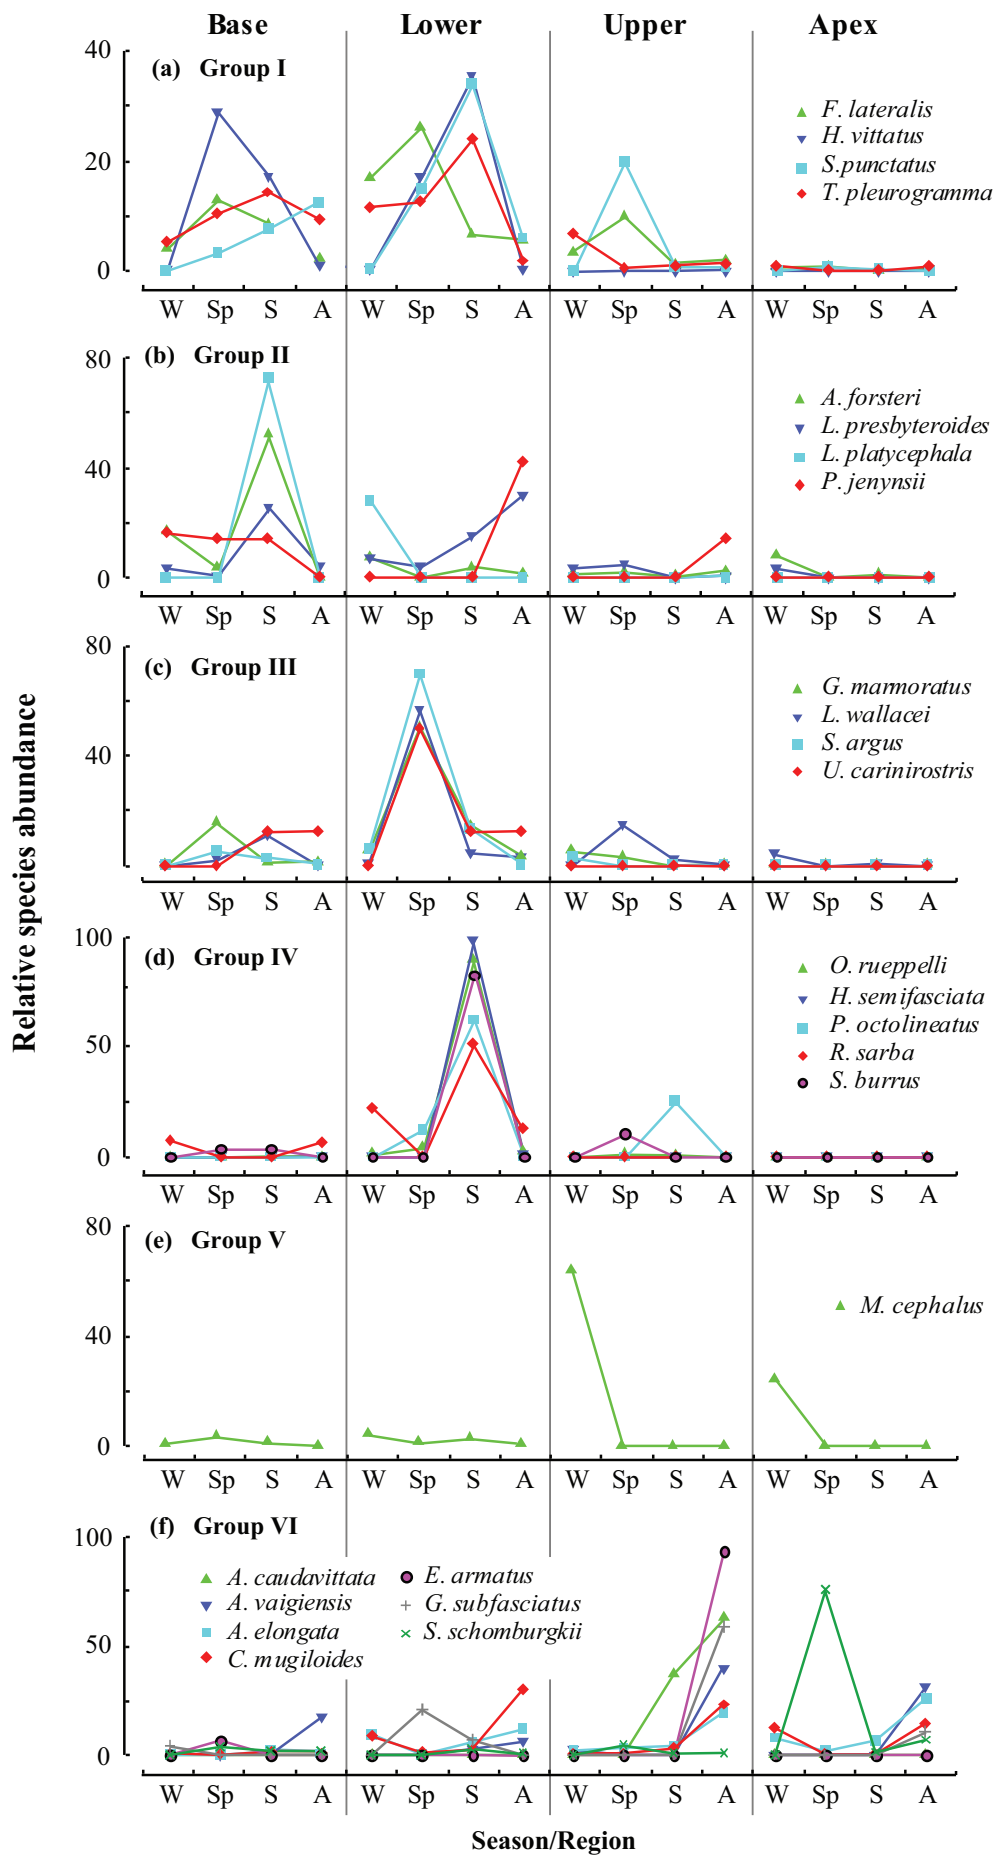 Base Lower Upper Apex
40
(a) Group I
F. lateralis
H. vittatus
S.punctatus
T. pleurogramma
20
0
W Sp S A W Sp S A W Sp S A W Sp S A
80
(b) Group II
A. forsteri
L. presbyteroides
L. platycephala
P. jenynsii
40
0
W Sp S A W Sp S A W Sp S A W Sp S A
80
(c) Group III
G. marmoratus
L. wallacei
S. argus
U. carinirostris
40
0
W Sp S A W Sp S A W Sp S A W Sp S A
Relative species abundance
100
(d) Group IV
O. rueppelli
H. semifasciata
P. octolineatus
R. sarba
S. burrus
50
0
W Sp S A W Sp S A W Sp S A W Sp S A
80
(e) Group V
M. cephalus
40
0
W Sp S A W Sp S A W Sp S A W Sp S A
100
(f) Group VI
A. caudavittata
A. vaigiensis
A. elongata
C. mugiloides
E. armatus
G. subfasciatus
S. schomburgkii
50
0
W Sp S A W Sp S A W Sp S A W Sp S A
Season/Region